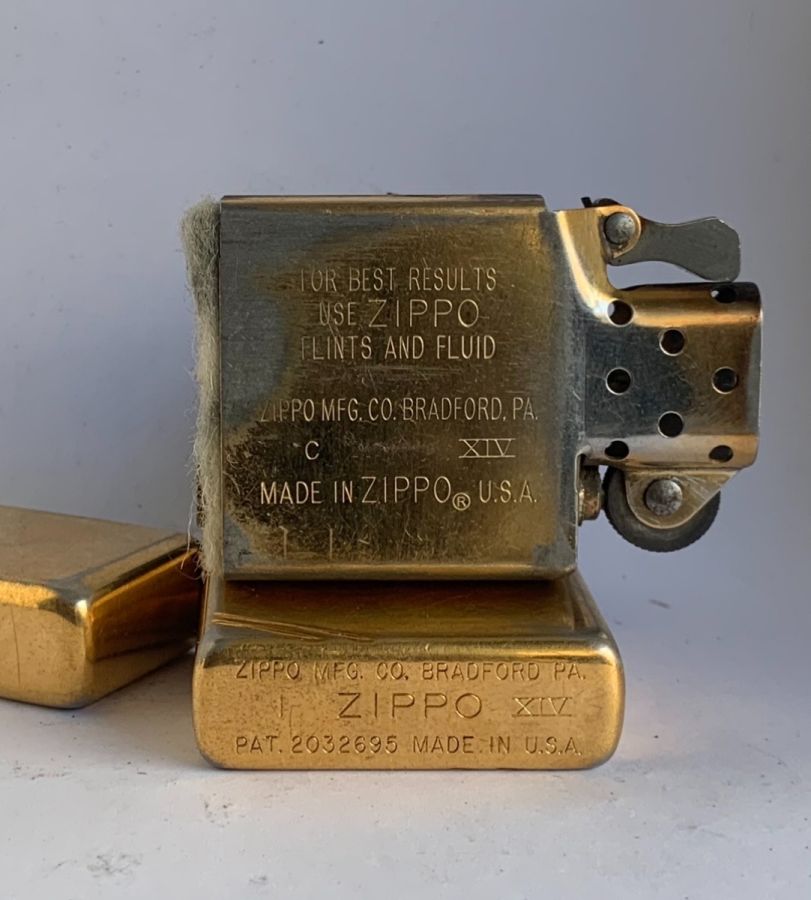 FOR BEST RESULTS
USE ZIPPO
FLINTS AND FLUID
ZIPPO MFG. CO. BRADFORD, PA.
C XIV
MADE IN ZIPPO® U.S.A.
ZIPPO MFG. CO. BRADFORD PA.
I ZIPPO XIV
PAT. 2032695 MADE IN U.S.A.